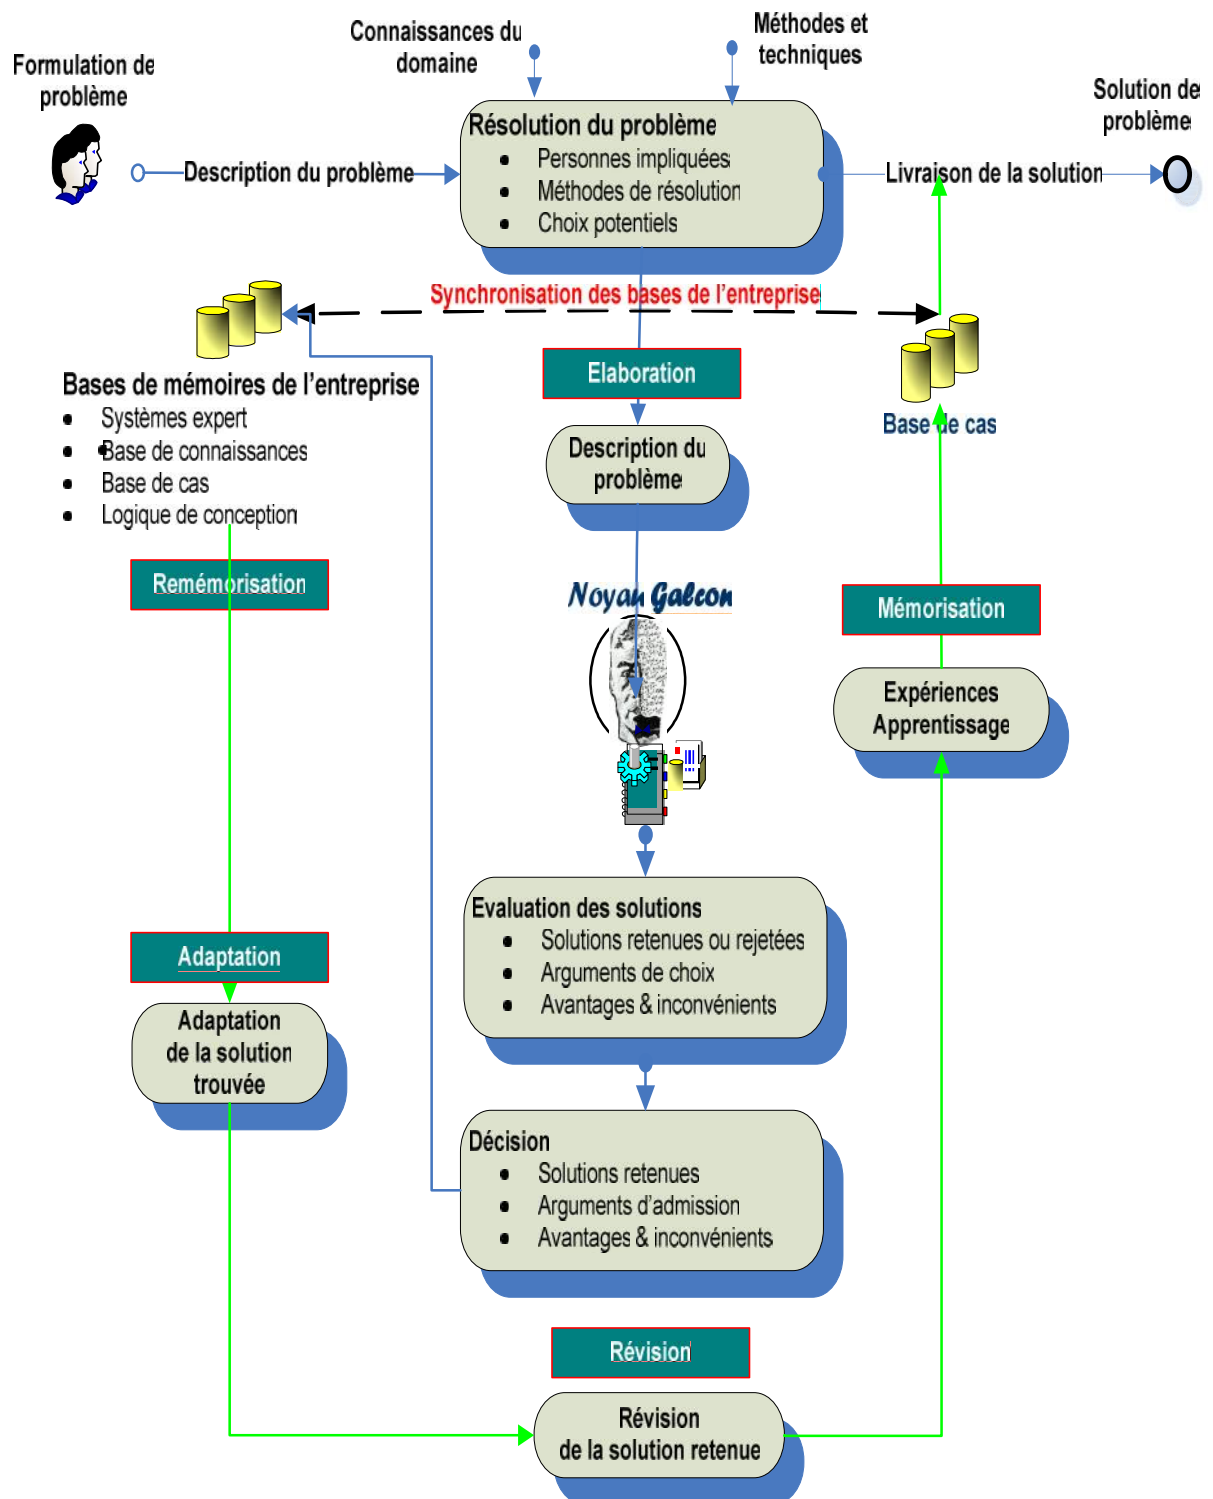 Connaissances du
domaine
Méthodes et
techniques
Formulation de
problème
Solution de
problème
Description du problème
Résolution du problème
• Personnes impliquées
• Méthodes de résolution
• Choix potentiels
Livraison de la solution
Synchronisation des bases de l'entreprise
Bases de mémoires de l'entreprise
• Systèmes expert
• Base de connaissances
• Base de cas
• Logique de conception
Elaboration
Description du
problème
Base de cas
Remémorisation
Noyau Galcon
Mémorisation
Expériences
Apprentissage
Evaluation des solutions
• Solutions retenues ou rejetées
• Arguments de choix
• Avantages & inconvénients
Adaptation
Adaptation
de la solution
trouvée
Décision
• Solutions retenues
• Arguments d'admission
• Avantages & inconvénients
Révision
Révision
de la solution retenue